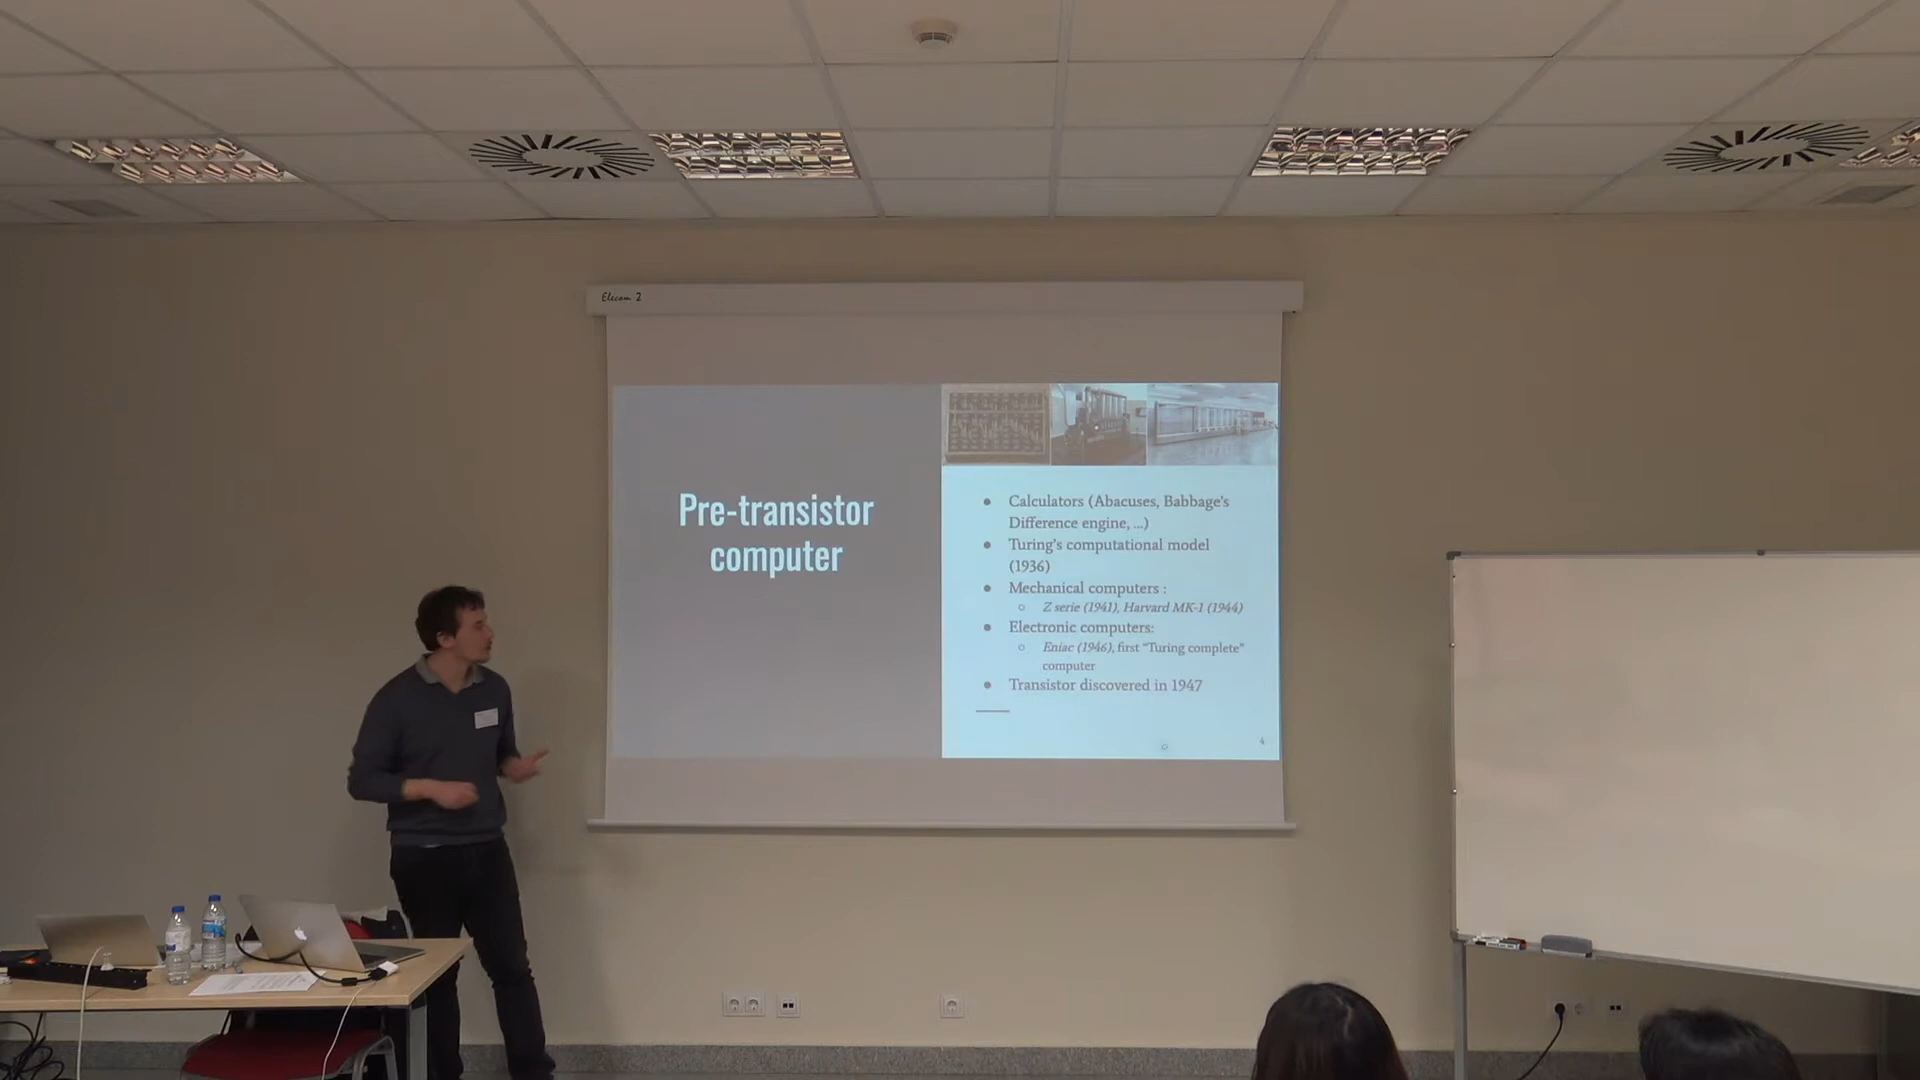 Elecom 2
Pre-transistor
computer
● Calculators (Abacuses, Babbage's
Difference engine, ...)
● Turing's computational model
(1936)
● Mechanical computers :
○ Z serie (1941), Harvard MK-1 (1944)
● Electronic computers:
○ Eniac (1946), first "Turing complete"
computer
● Transistor discovered in 1947
4